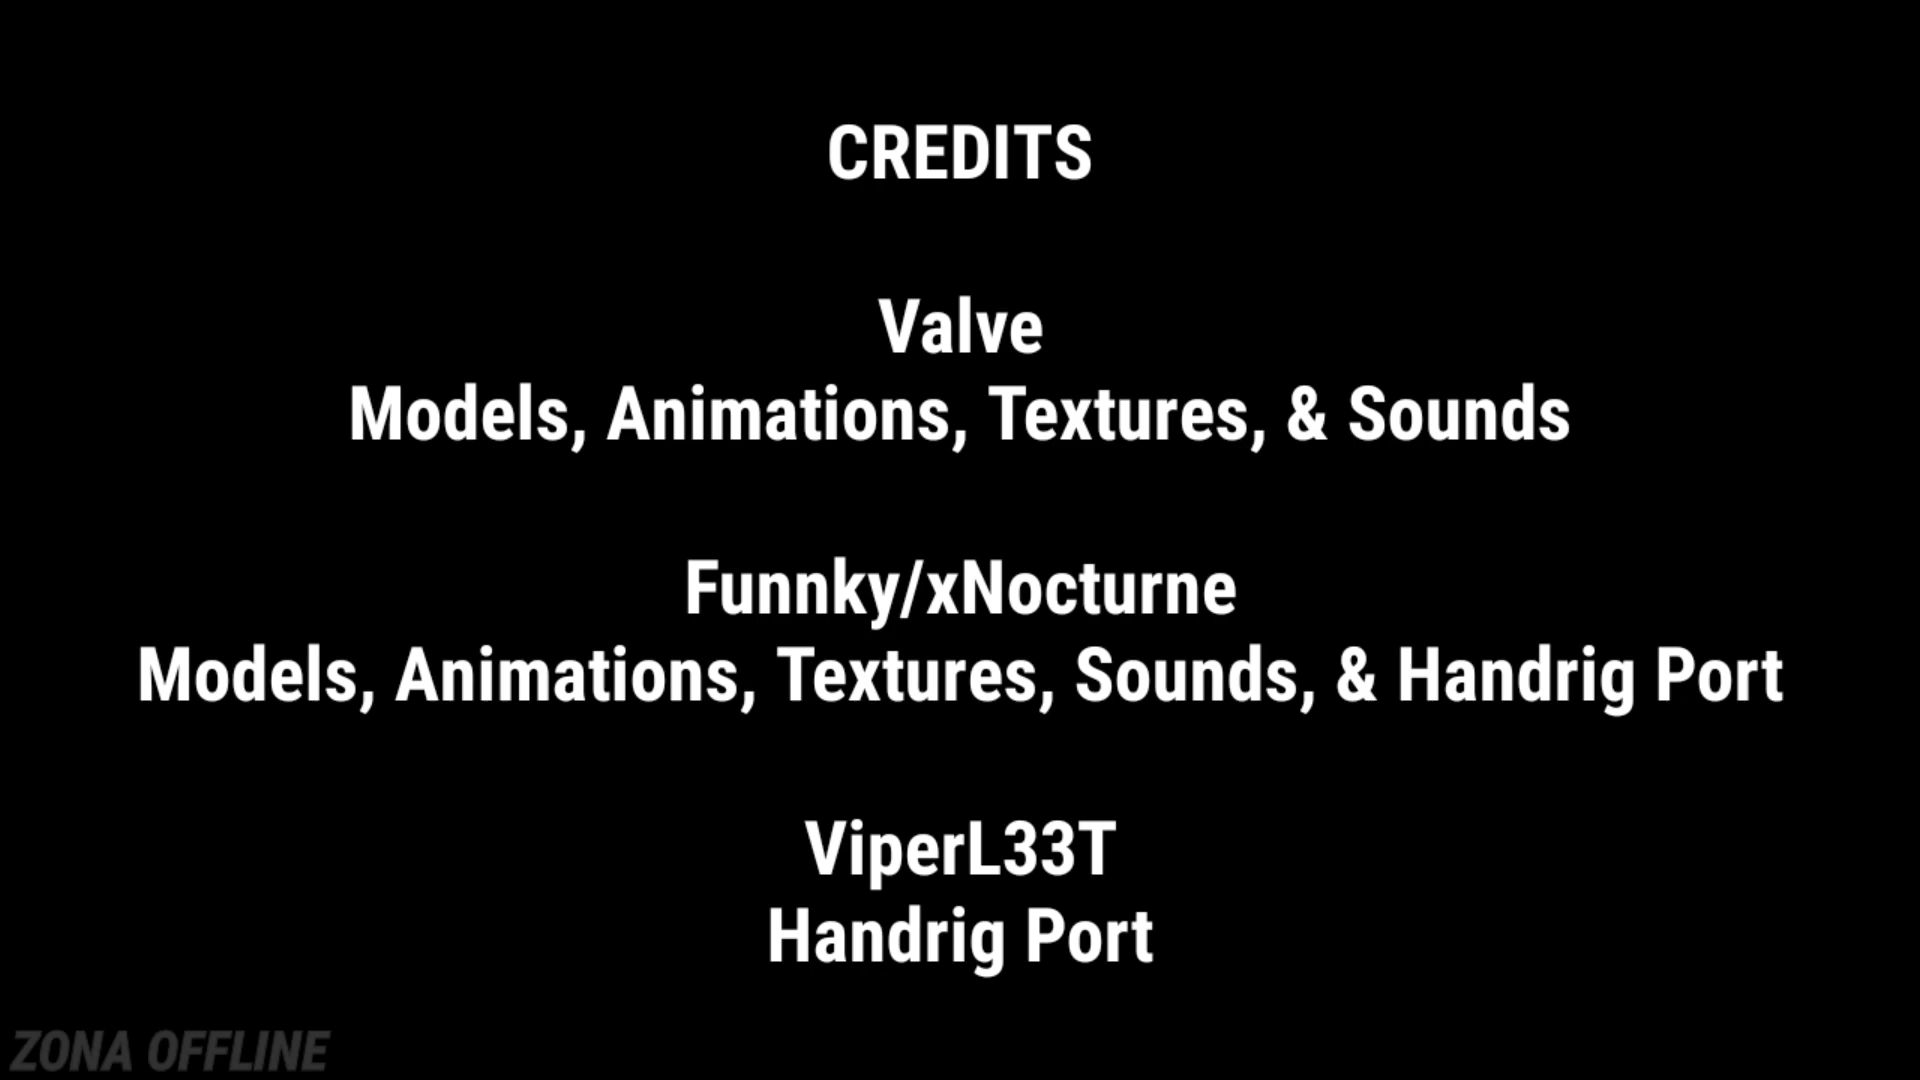 CREDITS
Valve
Models, Animations, Textures, & Sounds
Funnky/xNocturne
Models, Animations, Textures, Sounds, & Handrig Port
ViperL33T
Handrig Port
ZONA OFFLINE